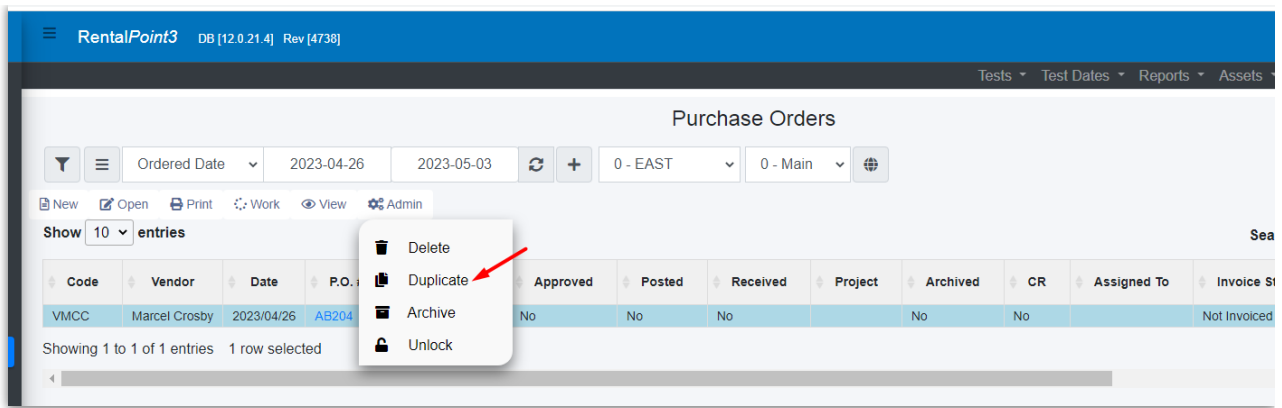 RentalPoint3 DB [12.0.21.4] Rev [4738]
Tests Test Dates Reports Assets
Purchase Orders
Ordered Date 2023-04-26 2023-05-03 0 - EAST 0 - Main
New Open Print Work View Admin
Show 10 entries
Sea
Delete
Duplicate
Archive
Unlock
Code Vendor Date P.O. Approved Posted Received Project Archived CR Assigned To Invoice St
VMCC Marcel Crosby 2023/04/26 AB204 No No No No No Not Invoiced
Showing 1 to 1 of 1 entries 1 row selected